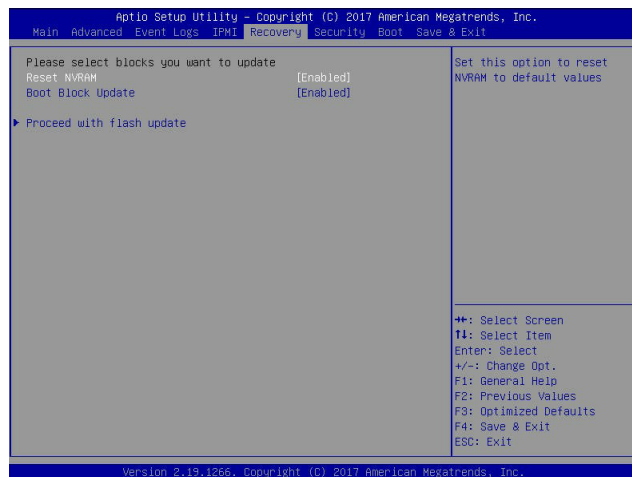 Aptio Setup Utility – Copyright (C) 2017 American Megatrends, Inc.
Main Advanced Event Logs IPMI Recovery Security Boot Save & Exit
Please select blocks you want to update
Reset NVRAM [Enabled]
Boot Block Update [Enabled]
Proceed with flash update
Set this option to reset
NVRAM to default values
: Select Screen
↑↓: Select Item
Enter: Select
+/-: Change Opt.
F1: General Help
F2: Previous Values
F3: Optimized Defaults
F4: Save & Exit
ESC: Exit
Version 2.19.1266. Copyright (C) 2017 American Megatrends, Inc.